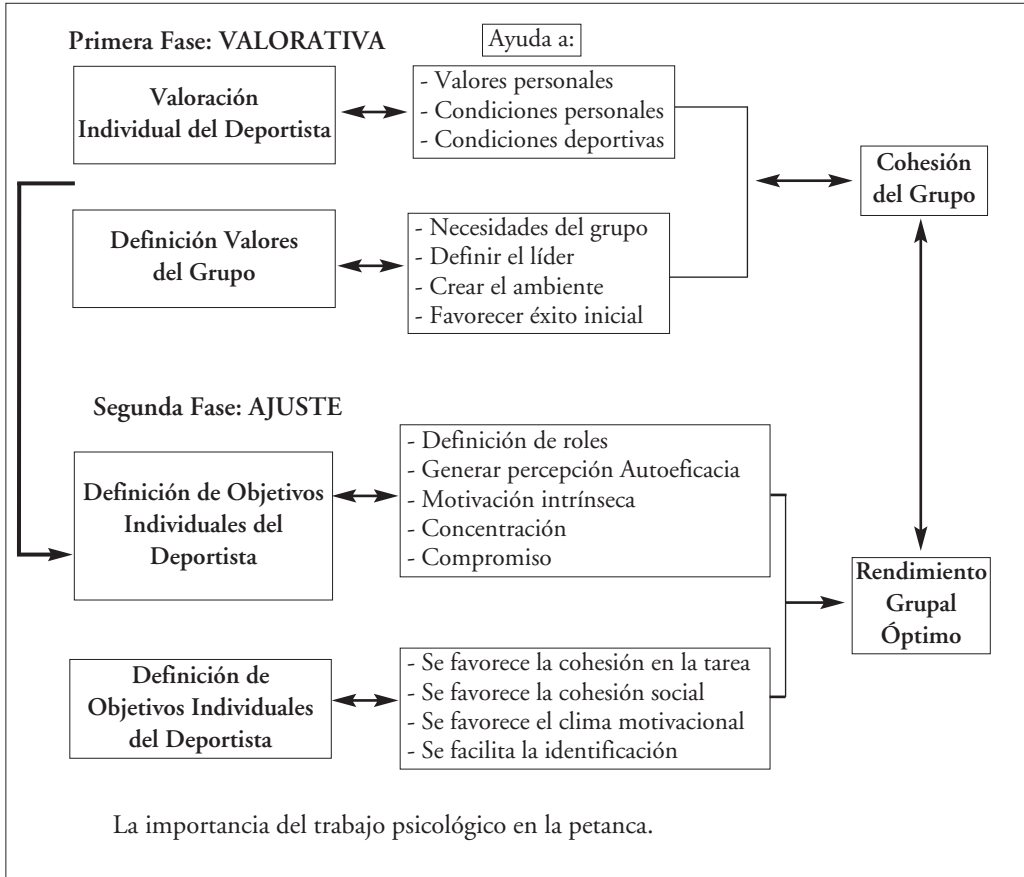 Primera Fase: VALORATIVA
Ayuda a:
Valoración
Individual del Deportista
- Valores personales
- Condiciones personales
- Condiciones deportivas
Cohesión
del Grupo
Definición Valores
del Grupo
- Necesidades del grupo
- Definir el líder
- Crear el ambiente
- Favorecer éxito inicial
Segunda Fase: AJUSTE
Definición de Objetivos
Individuales del
Deportista
- Definición de roles
- Generar percepción Autoeficacia
- Motivación intrínseca
- Concentración
- Compromiso
Rendimiento
Grupal
Óptimo
Definición de
Objetivos Individuales
del Deportista
- Se favorece la cohesión en la tarea
- Se favorece la cohesión social
- Se favorece el clima motivacional
- Se facilita la identificación
La importancia del trabajo psicológico en la petanca.